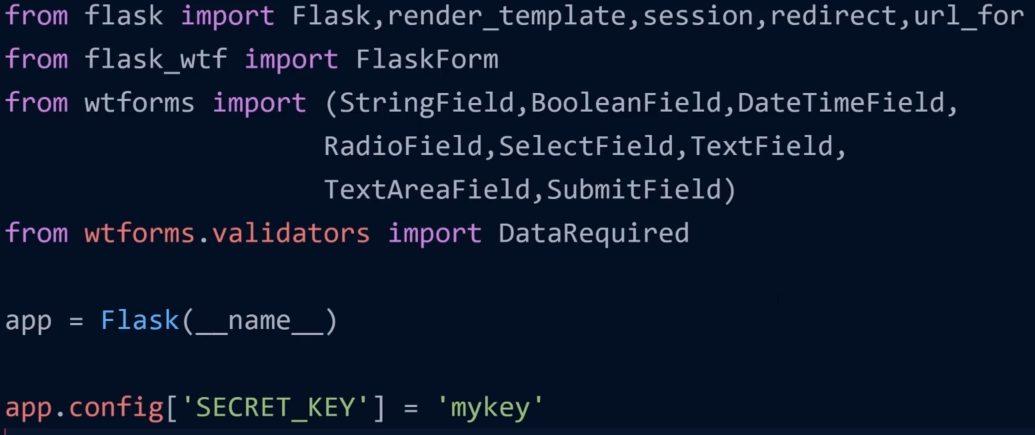 from flask import Flask,render_template,session,redirect,url_for
from flask_wtf import FlaskForm
from wtforms import (StringField,BooleanField,DateTimeField,
RadioField,SelectField,TextField,
TextAreaField,SubmitField)
from wtforms.validators import DataRequired
app = Flask(__name__)
app.config['SECRET_KEY'] = 'mykey'